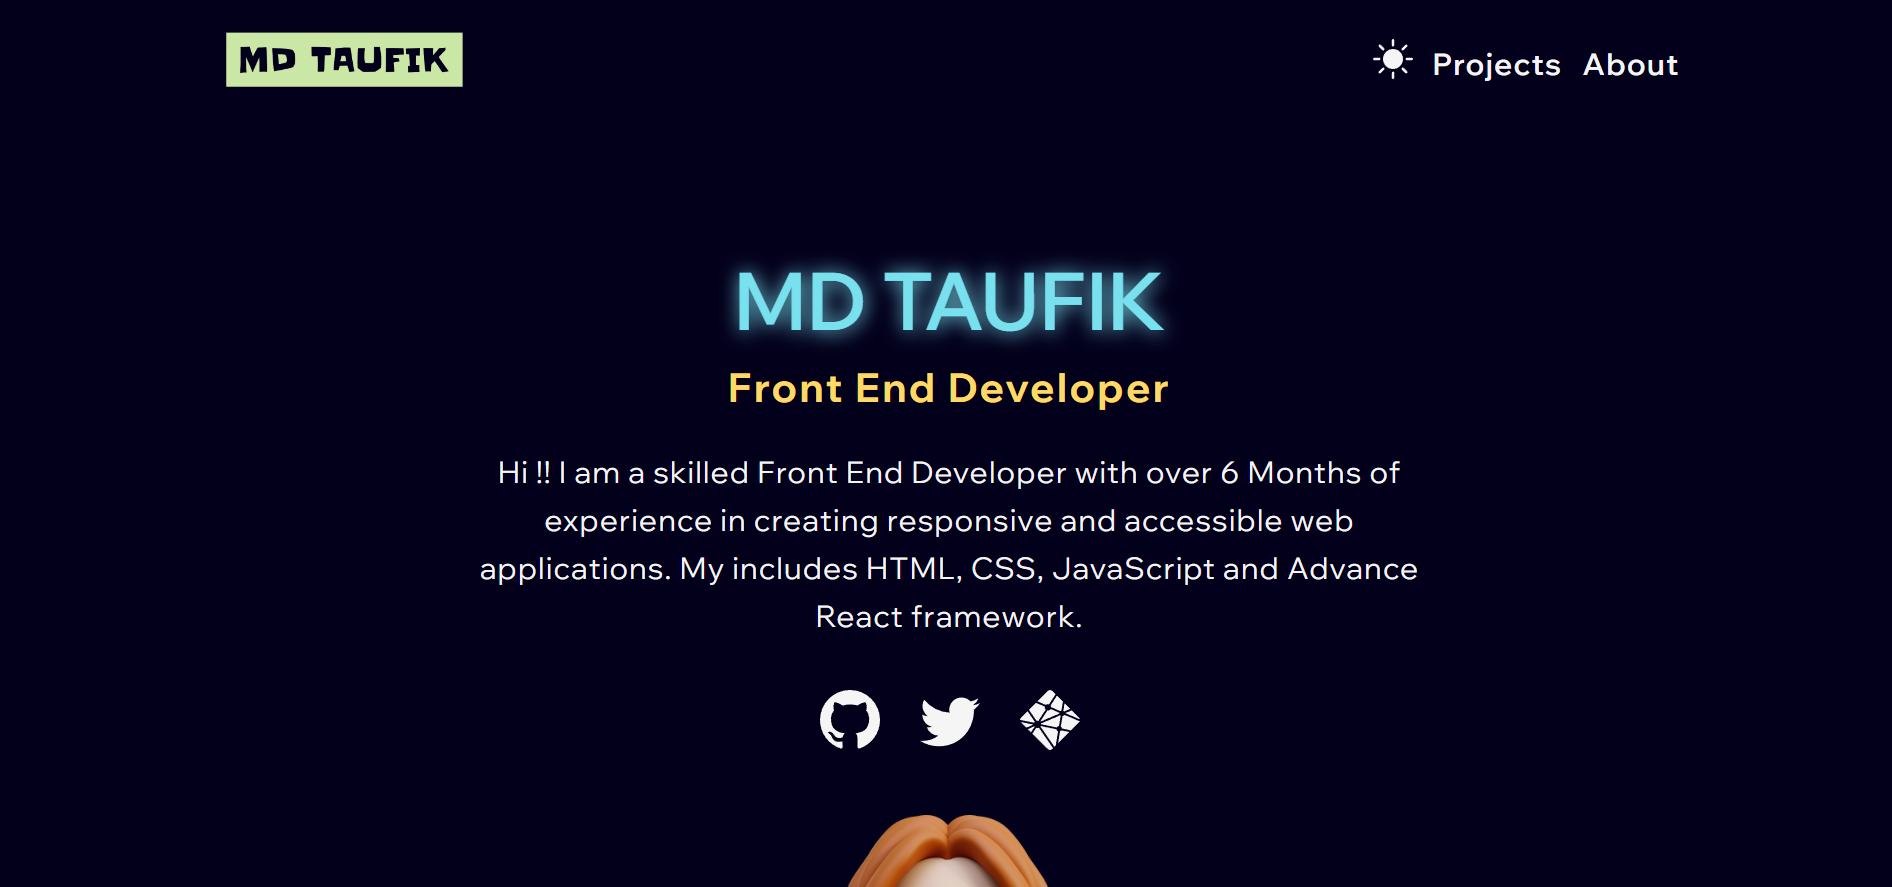 MD TAUFIK
Projects About
MD TAUFIK
Front End Developer
Hi !! I am a skilled Front End Developer with over 6 Months of
experience in creating responsive and accessible web
applications. My includes HTML, CSS, JavaScript and Advance
React framework.